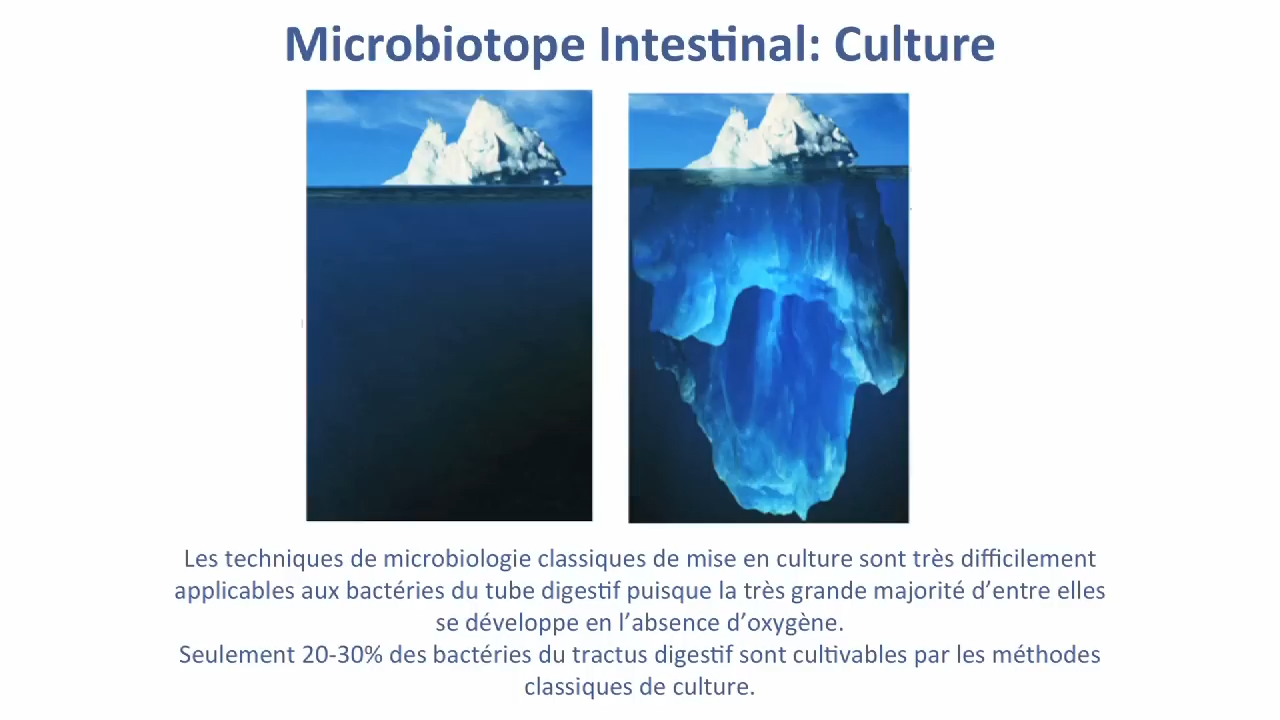 Microbiotope Intestinal: Culture
Les techniques de microbiologie classiques de mise en culture sont très difficilement
applicables aux bactéries du tube digestif puisque la très grande majorité d’entre elles
se développe en l’absence d’oxygène.
Seulement 20-30% des bactéries du tractus digestif sont cultivables par les méthodes
classiques de culture.